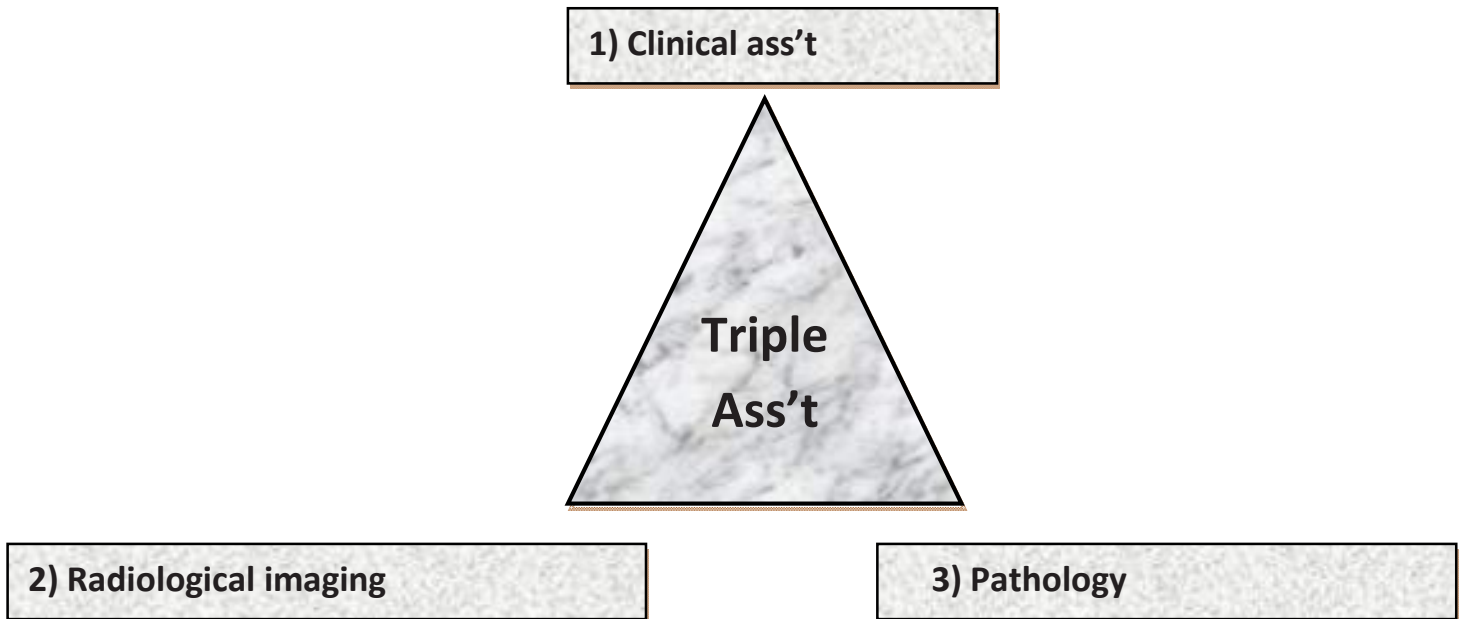 1) Clinical ass’t
Triple
Ass’t
2) Radiological imaging
3) Pathology